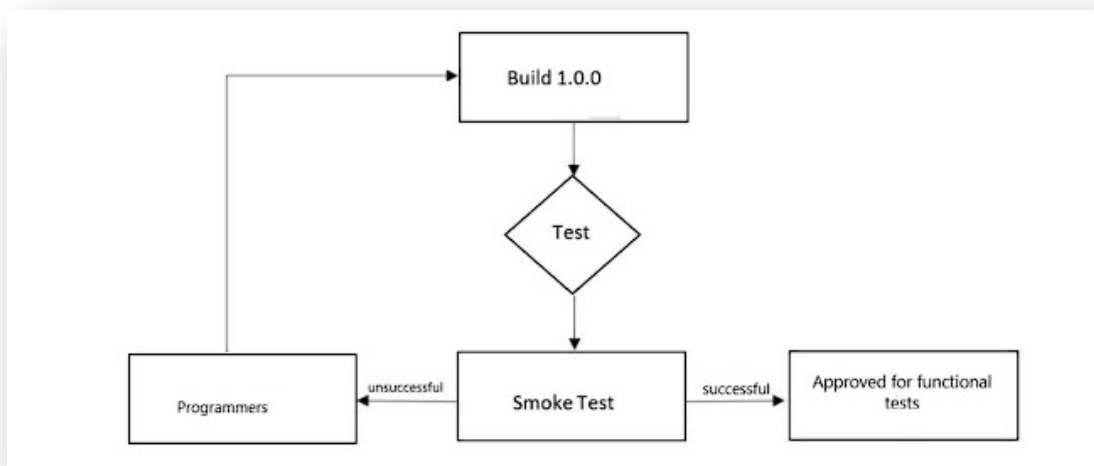 Build 1.0.0
Test
Programmers
unsuccessful
Smoke Test
successful
Approved for functional
tests